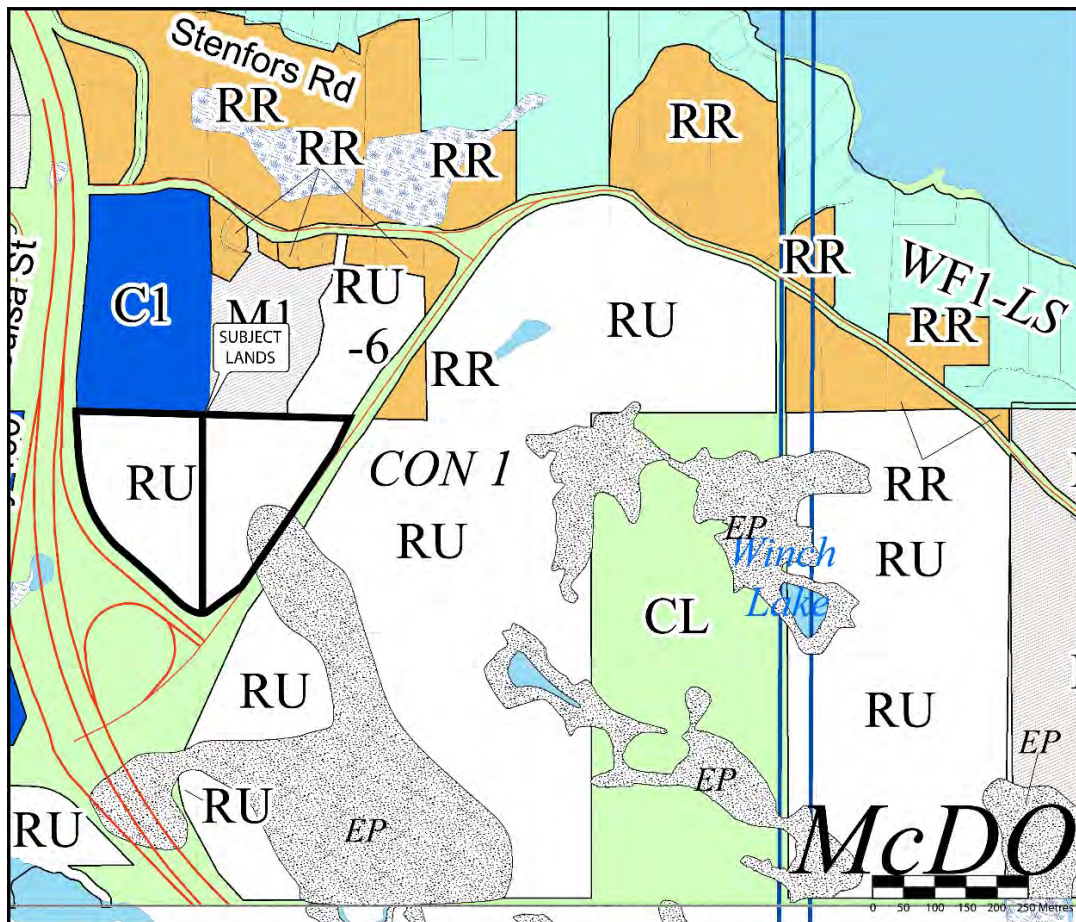 Stenfors Rd
RR
RR
RR
RR
RR
C1
M1
RU
-6
RU
WF1-LS
RR
SUBJECT
LANDS
RR
CON 1
RU
RU
RR
EP
Winch
Lake
RU
CL
RU
RU
RU
RU
EP
EP
EP
McDO
0 50 100 150 200 250 Metres